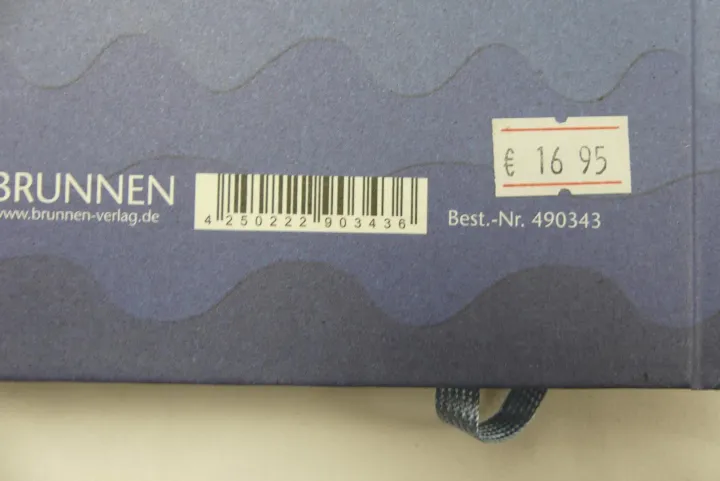 € 16 95
BRUNNEN
www.brunnen-verlag.de
4 250222 903436
Best.-Nr. 490343